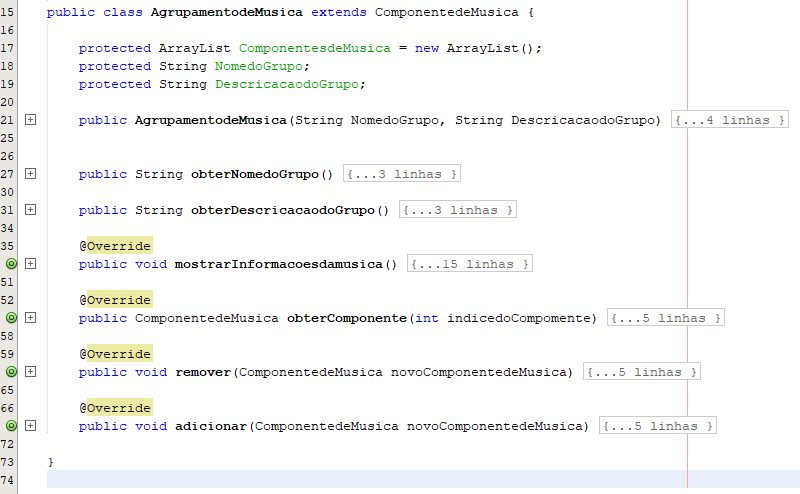 15 public class AgrupamentodeMusica extends ComponentedeMusica {
16
17 protected ArrayList ComponentesdeMusica = new ArrayList();
18 protected String NomedoGrupo;
19 protected String DescricacaodoGrupo;
20
21 public AgrupamentodeMusica(String NomedoGrupo, String DescricacaodoGrupo) {...4 linhas }
25
26
27 public String obterNomedoGrupo() {...3 linhas }
30
31 public String obterDescricacaodoGrupo() {...3 linhas }
34
35 @Override
public void mostrarInformacoesdamusica() {...15 linhas }
51
52 @Override
public ComponentedeMusica obterComponente(int indicedoCompomente) {...5 linhas }
58
59 @Override
public void remover(ComponentedeMusica novoComponentedeMusica) {...5 linhas }
65
66 @Override
public void adicionar(ComponentedeMusica novoComponentedeMusica) {...5 linhas }
72
73 }
74